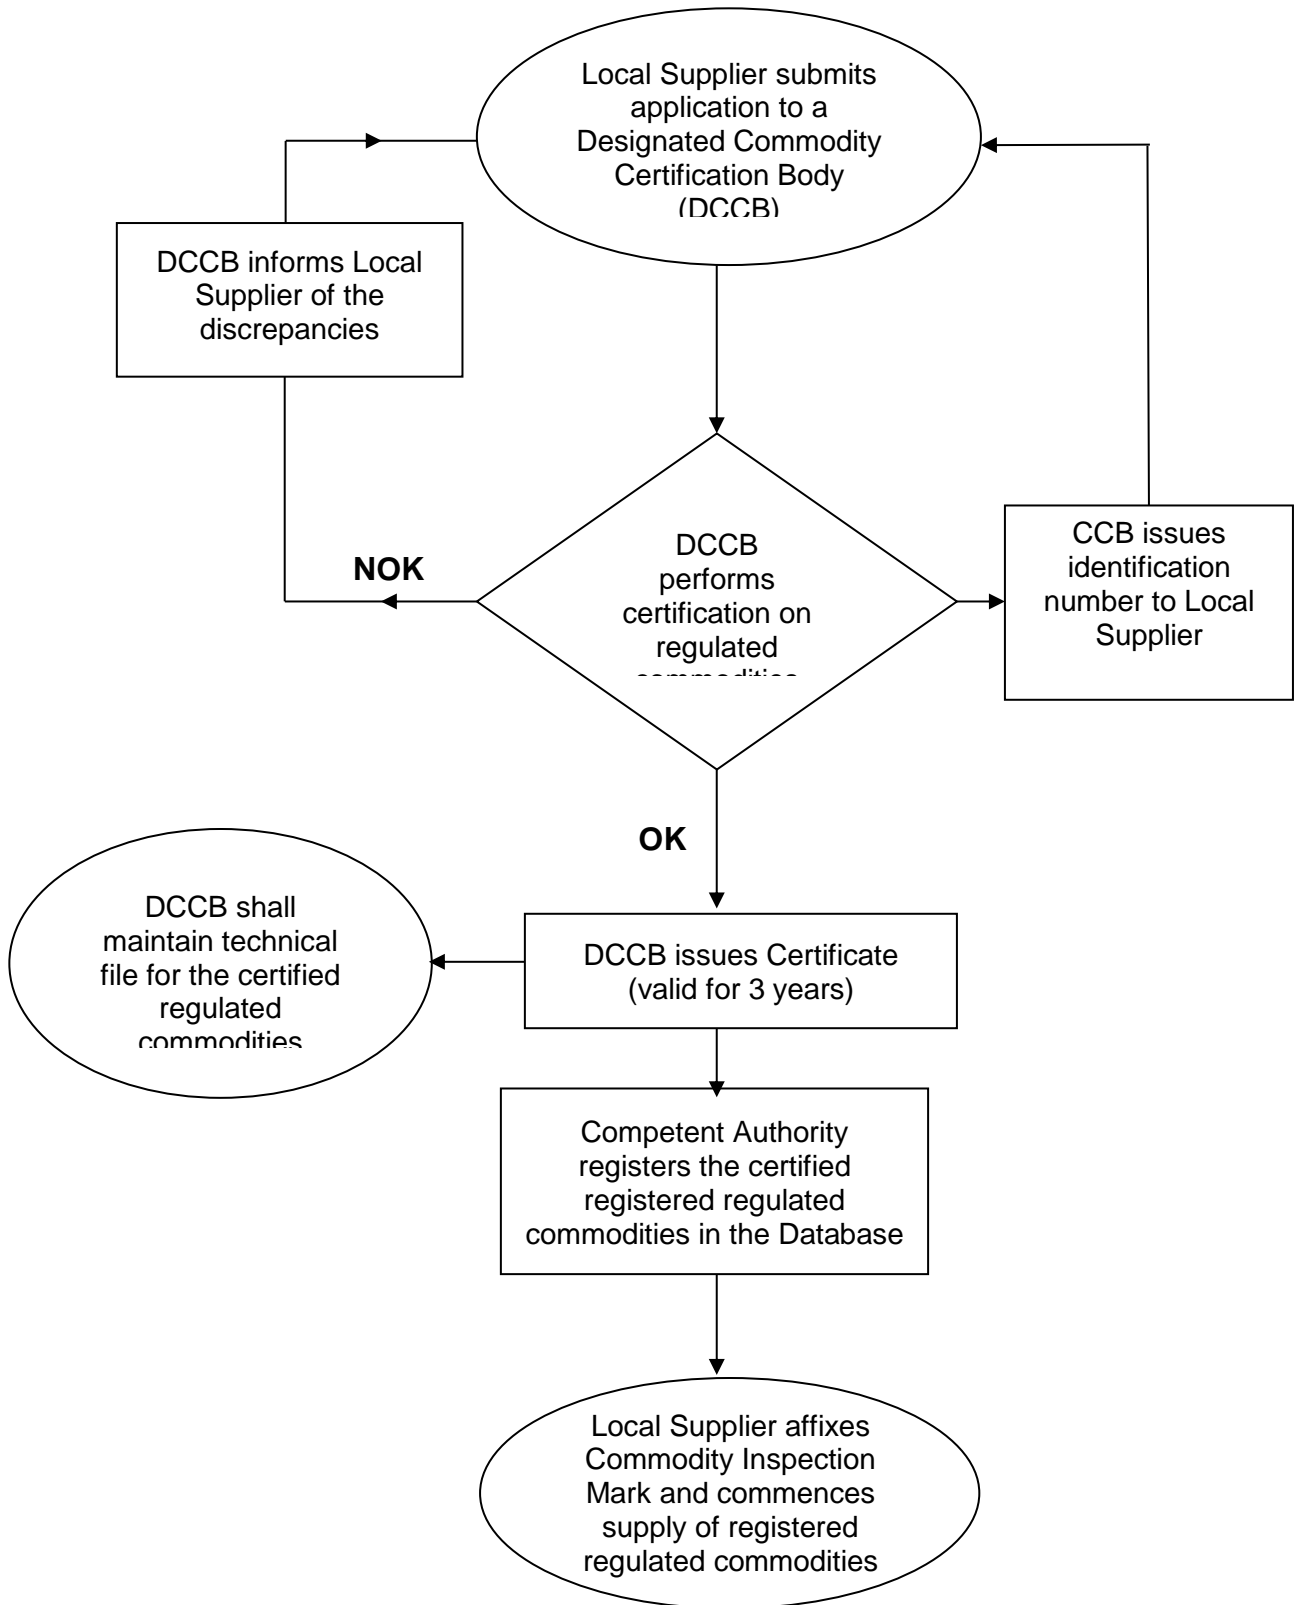 Local Supplier submits
application to a
Designated Commodity
Certification Body
(DCCB)
DCCB informs Local
Supplier of the
discrepancies
DCCB
performs
certification on
regulated
commodities
NOK
CCB issues
identification
number to Local
Supplier
OK
DCCB shall
maintain technical
file for the certified
regulated
commodities
DCCB issues Certificate
(valid for 3 years)
Competent Authority
registers the certified
registered regulated
commodities in the Database
Local Supplier affixes
Commodity Inspection
Mark and commences
supply of registered
regulated commodities